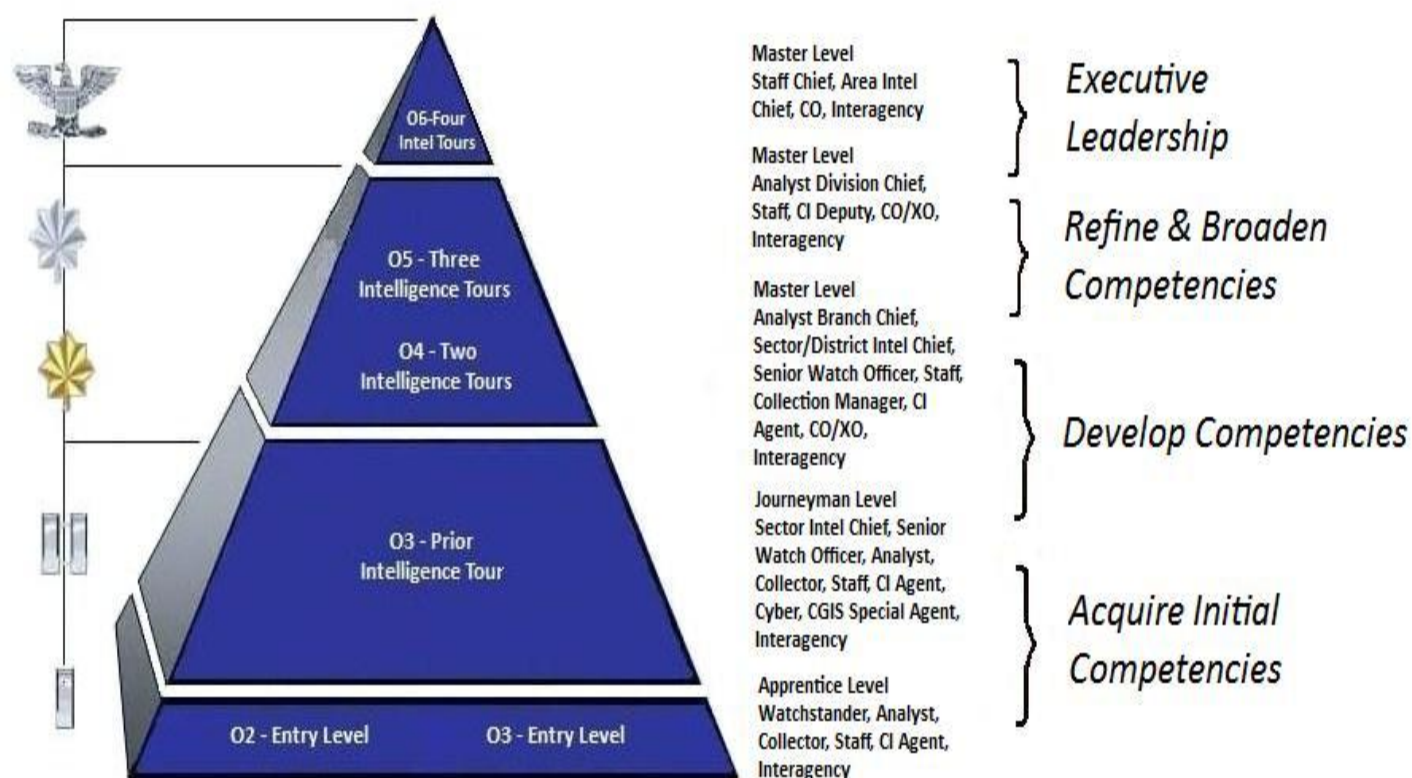 O6-Four
Intel Tours
O5 - Three
Intelligence Tours
O4 - Two
Intelligence Tours
O3 - Prior
Intelligence Tour
O2 - Entry Level
O3 - Entry Level
Master Level
Staff Chief, Area Intel
Chief, CO, Interagency
Master Level
Analyst Division Chief,
Staff, CI Deputy, CO/XO,
Interagency
Master Level
Analyst Branch Chief,
Sector/District Intel Chief,
Senior Watch Officer, Staff,
Collection Manager, CI
Agent, CO/XO,
Interagency
Journeyman Level
Sector Intel Chief, Senior
Watch Officer, Analyst,
Collector, Staff, CI Agent,
Cyber, CGIS Special Agent,
Interagency
Apprentice Level
Watchstander, Analyst,
Collector, Staff, CI Agent,
Interagency
Executive
Leadership
Refine & Broaden
Competencies
Develop Competencies
Acquire Initial
Competencies